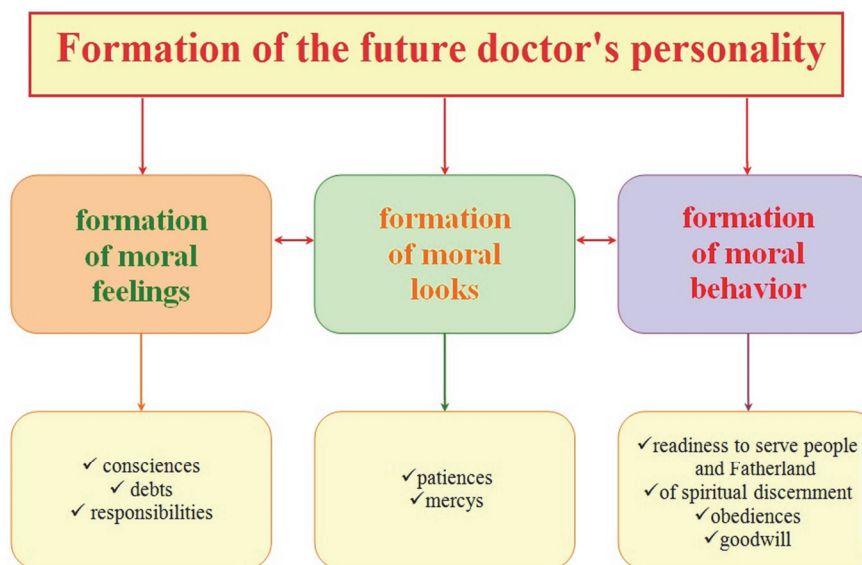 Formation of the future doctor's personality
formation
of moral
feelings
formation
of moral
looks
formation
of moral
behavior
✓ consciences
✓ debts
✓ responsibilities
✓patiences
✓mercys
✓readiness to serve people
and Fatherland
✓of spiritual discernment
✓obediences
✓goodwill